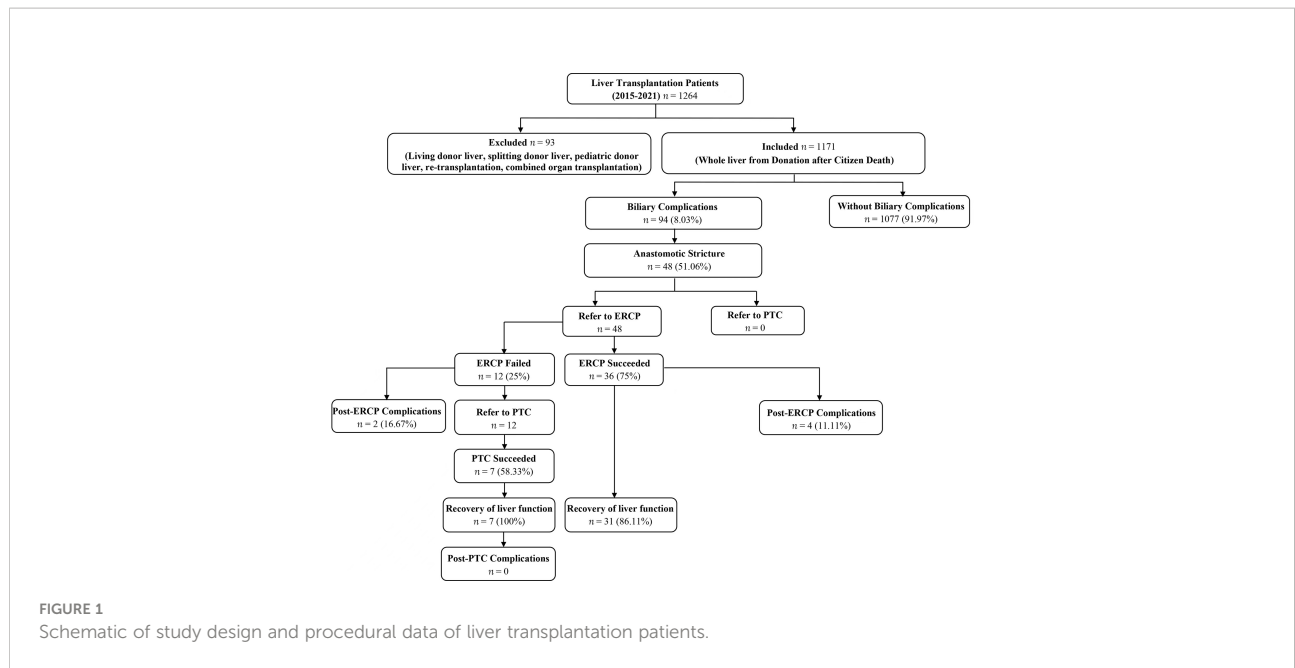 Liver Transplantation Patients
(2015-2021) n = 1264
Excluded n = 93
(Living donor liver, splitting donor liver, pediatric donor
liver, re-transplantation, combined organ transplantation)
Included n = 1171
(Whole liver from Donation after Citizen Death)
Biliary Complications
n = 94 (8.03%)
Without Biliary Complications
n = 1077 (91.97%)
Anastomotic Stricture
n = 48 (51.06%)
Refer to ERCP
n = 48
Refer to PTC
n = 0
ERCP Failed
n = 12 (25%)
ERCP Succeeded
n = 36 (75%)
Post-ERCP Complications
n = 2 (16.67%)
Refer to PTC
n = 12
Post-ERCP Complications
n = 4 (11.11%)
PTC Succeeded
n = 7 (58.33%)
Recovery of liver function
n = 7 (100%)
Recovery of liver function
n = 31 (86.11%)
Post-PTC Complications
n = 0
FIGURE 1
Schematic of study design and procedural data of liver transplantation patients.